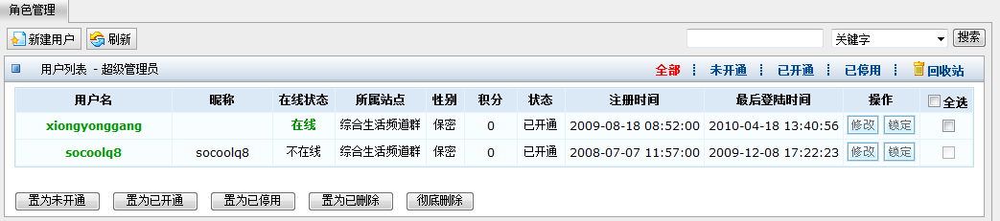 角色管理
新建用户 刷新 关键字 搜索
用户列表 - 超级管理员 全部 ┆ 未开通 ┆ 已开通 ┆ 已停用 ┆ 回收站
用户名 昵称 在线状态 所属站点 性别 积分 状态 注册时间 最后登陆时间 操作 全选
xiongyonggang 在线 综合生活频道群 保密 0 已开通 2009-08-18 08:52:00 2010-04-18 13:40:56 修改 锁定
socoolq8 socoolq8 不在线 综合生活频道群 保密 0 已开通 2008-07-07 11:57:00 2009-12-08 17:22:23 修改 锁定
置为未开通 置为已开通 置为已停用 置为已删除 彻底删除